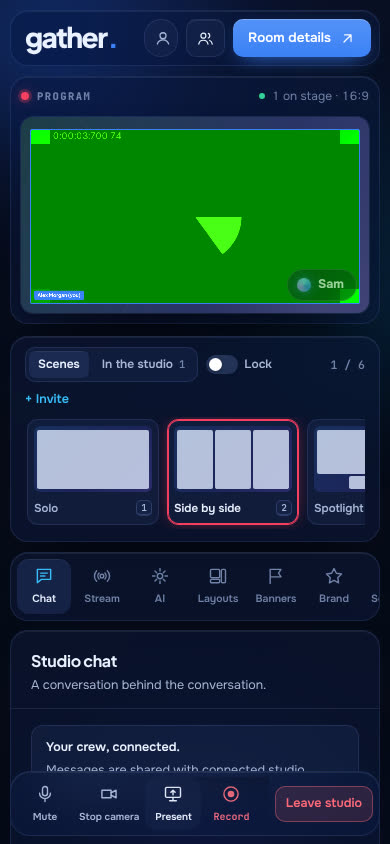 gather.
Room details
PROGRAM
1 on stage · 16:9
0:00:03:700 74
Alex Morgan (you)
Sam
Scenes
In the studio 1
Lock
1 / 6
+ Invite
Solo 1
Side by side 2
Spotlight
Chat
Stream
AI
Layouts
Banners
Brand
Studio chat
A conversation behind the conversation.
Your crew, connected.
Messages are shared with connected studio
Mute
Stop camera
Present
Record
Leave studio